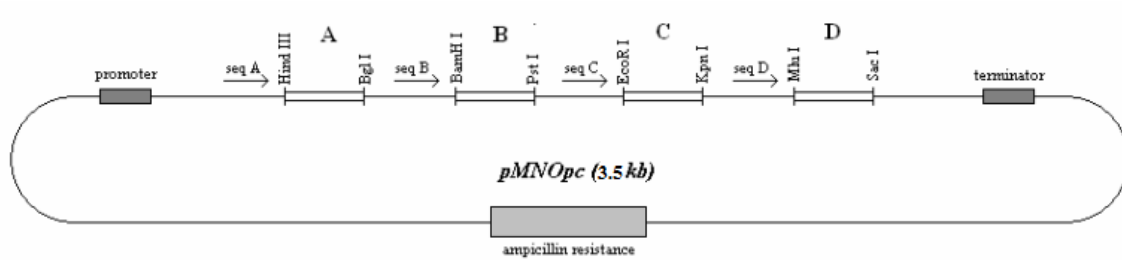 A
B
C
D
promoter
seq A
Hind III
Bgl I
seq B
BamH I
Pst I
seq C
EcoR I
Kpn I
seq D
Mlu I
Sac I
terminator
pMNOpc (3.5 kb)
ampicillin resistance